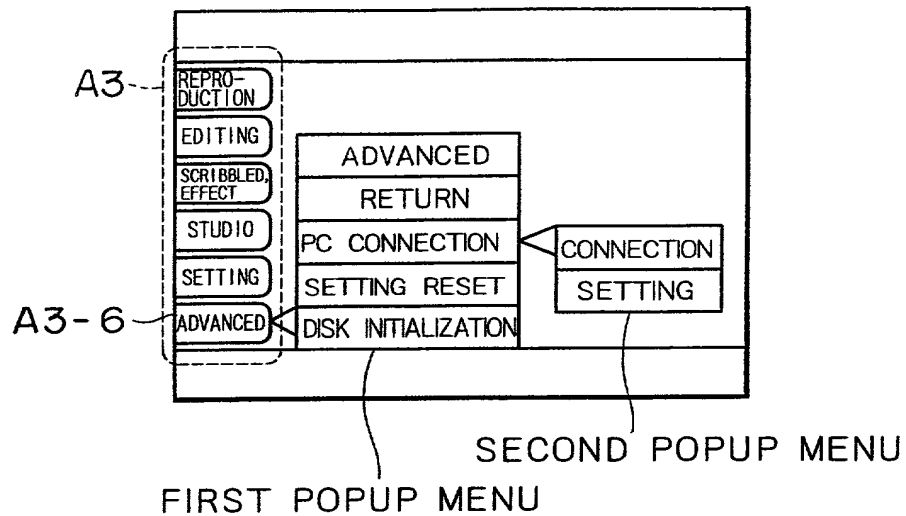 A3
REPRO-
DUCTION
EDITING
SCRIBBLED,
EFFECT
STUDIO
SETTING
A3-6
ADVANCED
ADVANCED
RETURN
PC CONNECTION
SETTING RESET
DISK INITIALIZATION
CONNECTION
SETTING
SECOND POPUP MENU
FIRST POPUP MENU